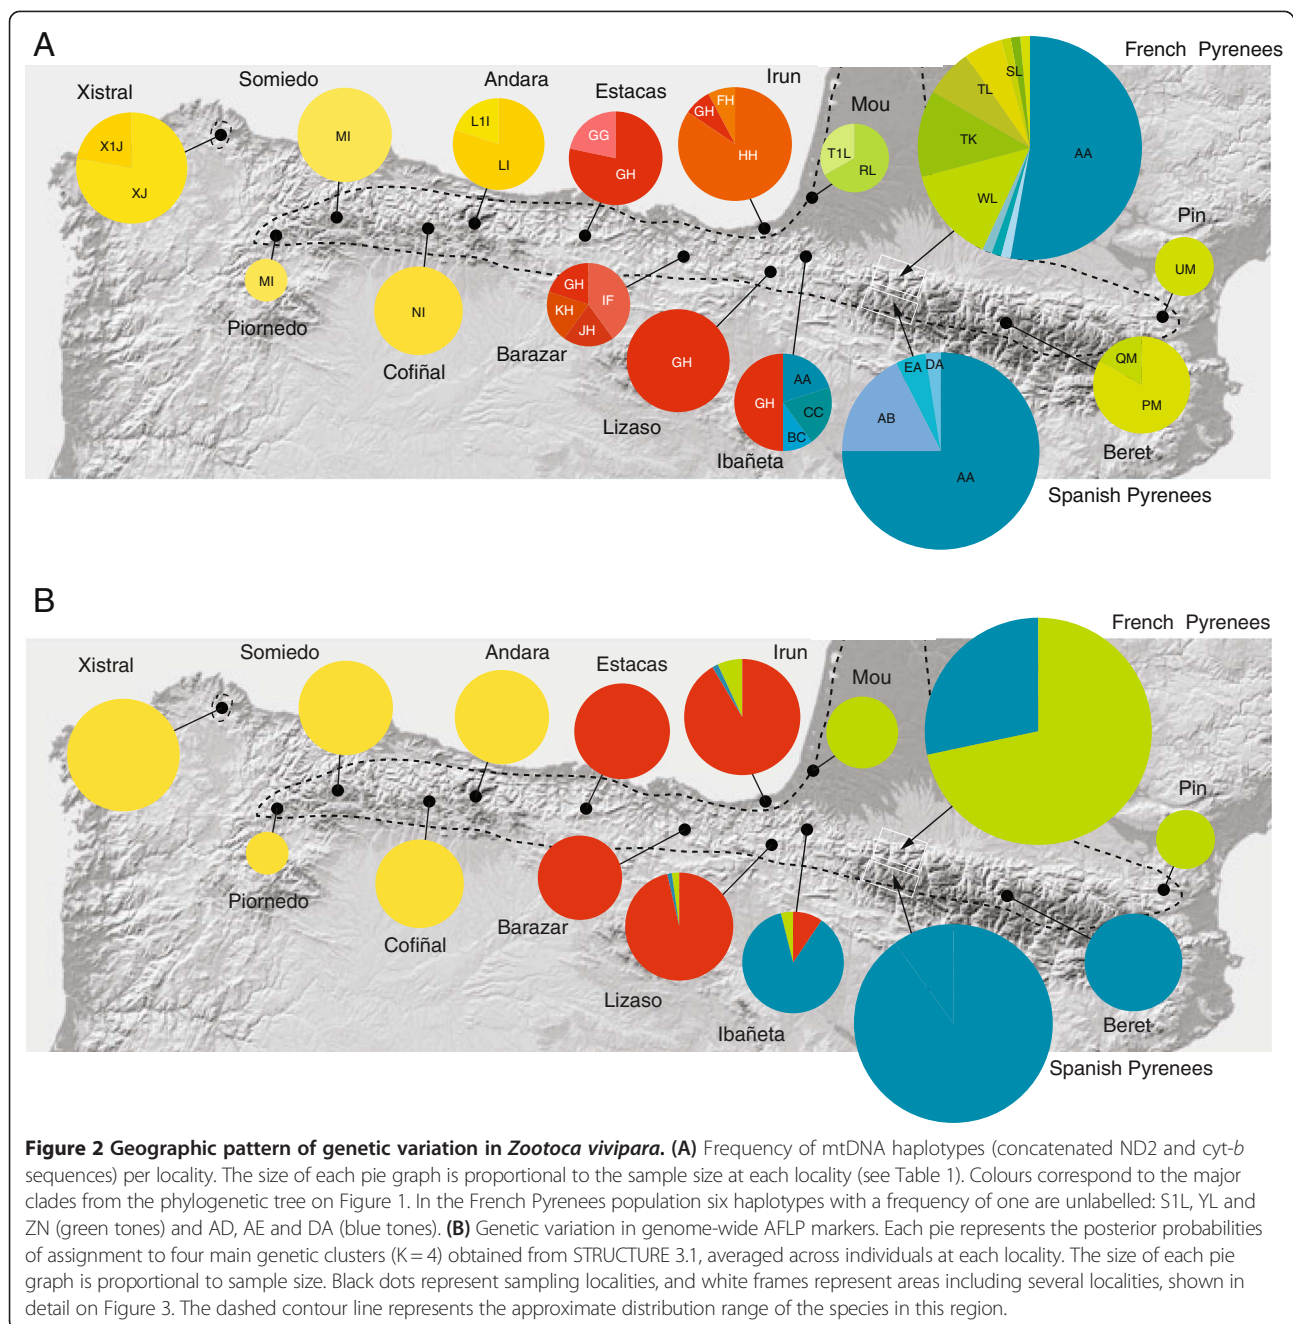 A
French Pyrenees
Xistral
Somiedo
Andara
Estacas
Irun
Mou
X1J
XJ
MI
L1I
LI
GG
GH
GH
FH
HH
T1L
RL
SL
TL
TK
WL
AA
Pin
UM
MI
Piornedo
NI
Cofiñal
GH
IF
KH
JH
Barazar
GH
Lizaso
AA
GH
CC
BC
Ibañeta
EA
DA
AB
AA
Spanish Pyrenees
QM
PM
Beret
B
French Pyrenees
Xistral
Somiedo
Andara
Estacas
Irun
Mou
Pin
Piornedo
Cofiñal
Barazar
Lizaso
Ibañeta
Beret
Spanish Pyrenees
Figure 2 Geographic pattern of genetic variation in Zootoca vivipara. (A) Frequency of mtDNA haplotypes (concatenated ND2 and cyt-b
sequences) per locality. The size of each pie graph is proportional to the sample size at each locality (see Table 1). Colours correspond to the major
clades from the phylogenetic tree on Figure 1. In the French Pyrenees population six haplotypes with a frequency of one are unlabelled: S1L, YL and
ZN (green tones) and AD, AE and DA (blue tones). (B) Genetic variation in genome-wide AFLP markers. Each pie represents the posterior probabilities
of assignment to four main genetic clusters (K = 4) obtained from STRUCTURE 3.1, averaged across individuals at each locality. The size of each pie
graph is proportional to sample size. Black dots represent sampling localities, and white frames represent areas including several localities, shown in
detail on Figure 3. The dashed contour line represents the approximate distribution range of the species in this region.